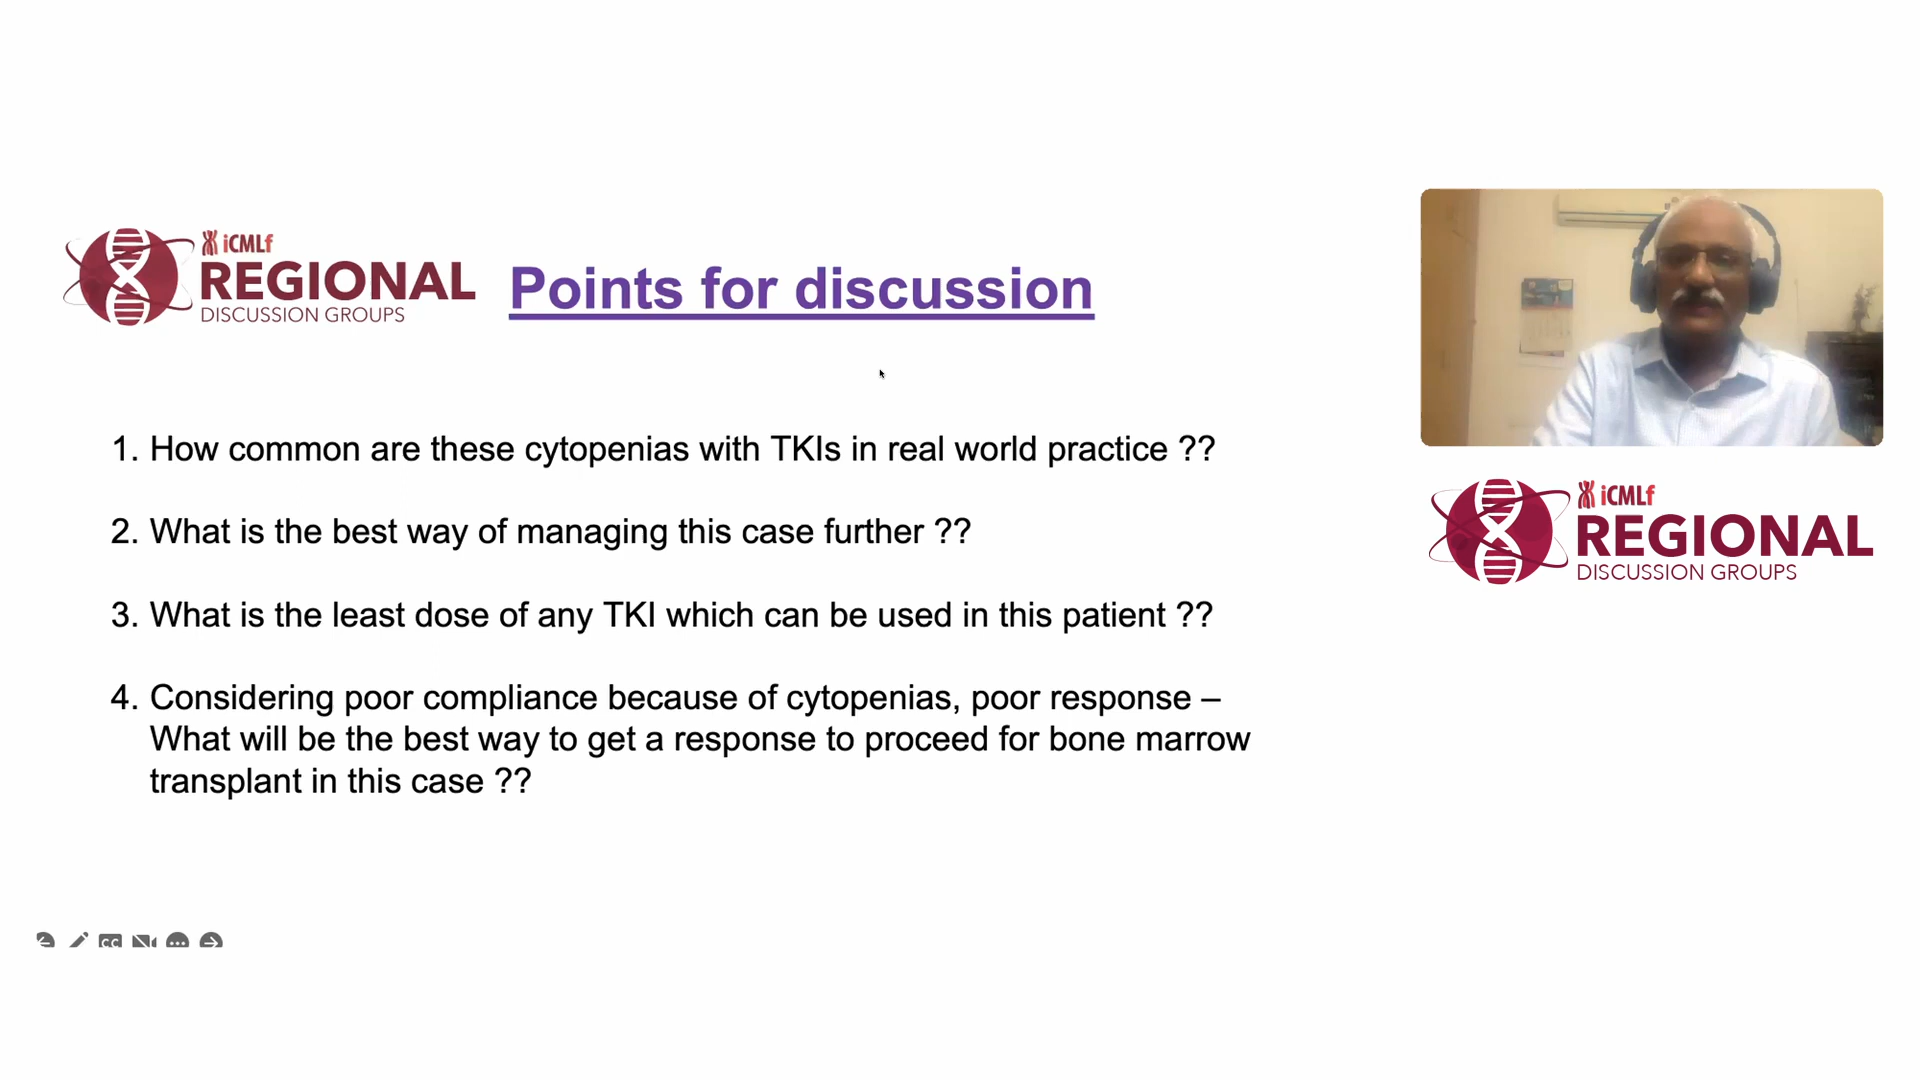 iCMLf
REGIONAL
DISCUSSION GROUPS
Points for discussion
1. How common are these cytopenias with TKIs in real world practice ??
2. What is the best way of managing this case further ??
3. What is the least dose of any TKI which can be used in this patient ??
4. Considering poor compliance because of cytopenias, poor response –
What will be the best way to get a response to proceed for bone marrow
transplant in this case ??
iCMLf
REGIONAL
DISCUSSION GROUPS
CC